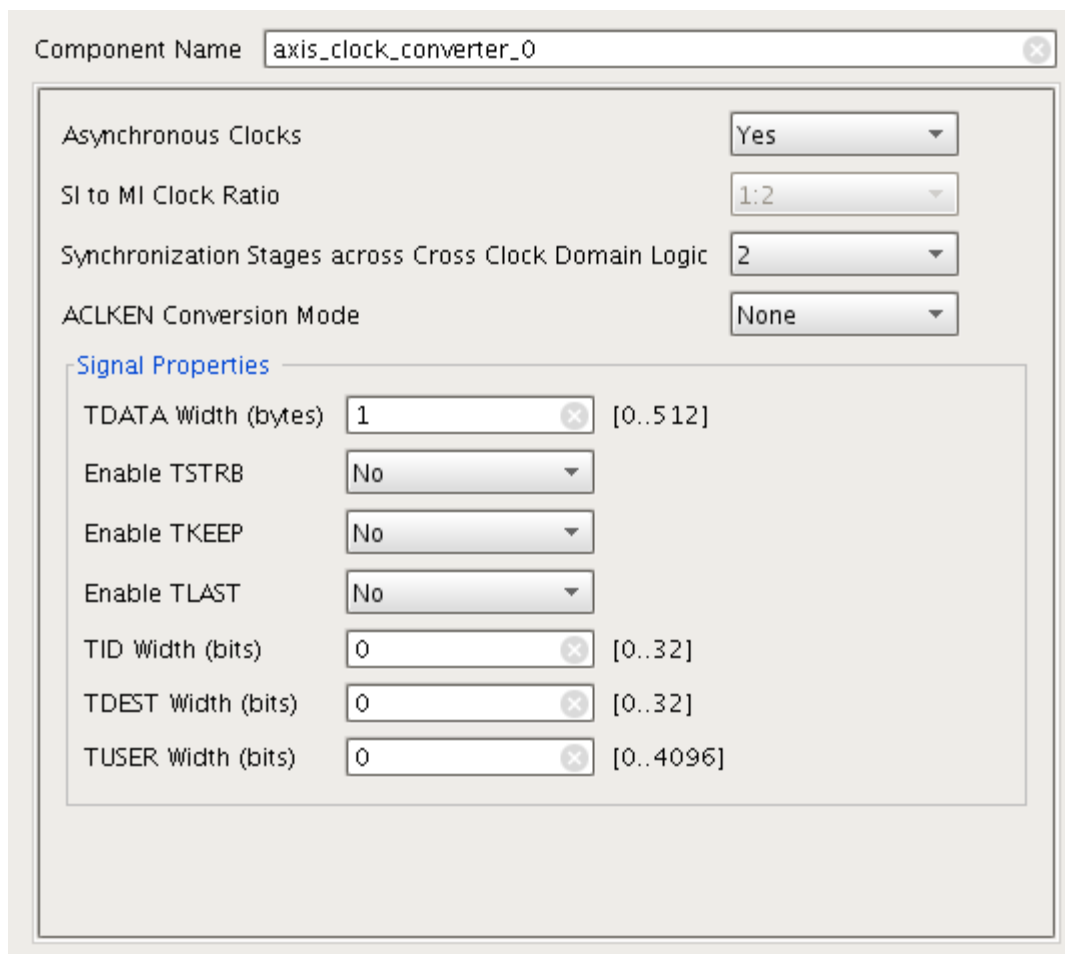 Component Name axis_clock_converter_0
Asynchronous Clocks Yes
SI to MI Clock Ratio 1:2
Synchronization Stages across Cross Clock Domain Logic 2
ACLKEN Conversion Mode None
Signal Properties
TDATA Width (bytes) 1 [0..512]
Enable TSTRB No
Enable TKEEP No
Enable TLAST No
TID Width (bits) 0 [0..32]
TDEST Width (bits) 0 [0..32]
TUSER Width (bits) 0 [0..4096]